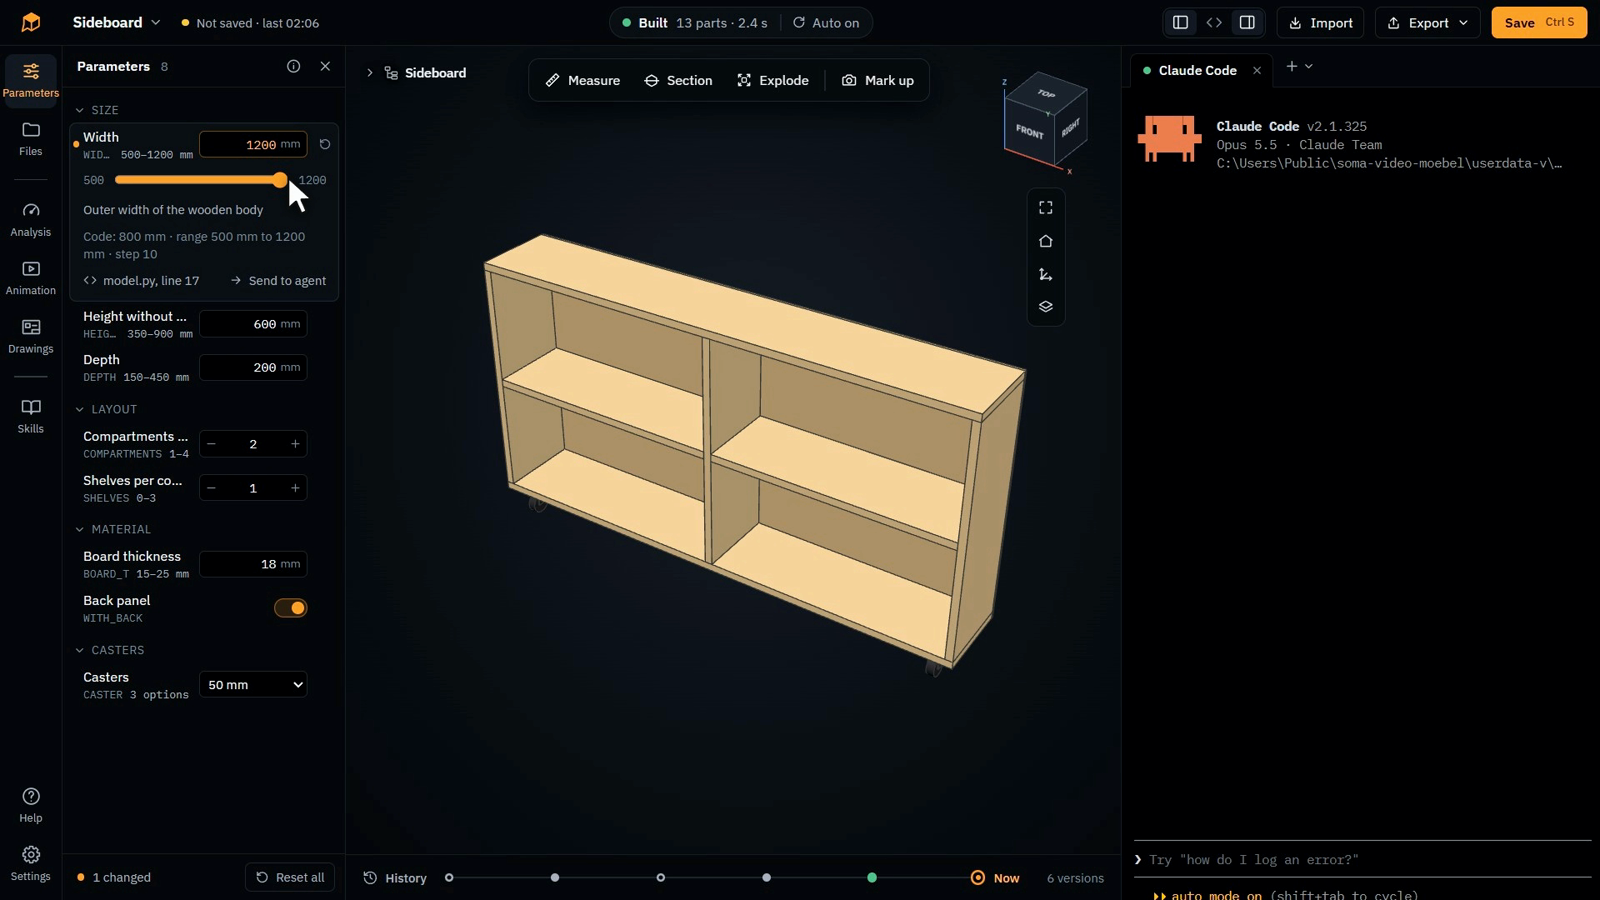 Sideboard
Not saved · last 02:06
Built 13 parts · 2.4 s
Auto on
Import
Export
Save Ctrl S
Parameters
Files
Analysis
Animation
Drawings
Skills
Help
Settings
Parameters 8
SIZE
Width
WID… 500–1200 mm
1200 mm
500
1200
Outer width of the wooden body
Code: 800 mm · range 500 mm to 1200
mm · step 10
model.py, line 17
Send to agent
Height without ...
HEIG… 350–900 mm
600 mm
Depth
DEPTH 150–450 mm
200 mm
LAYOUT
Compartments ...
COMPARTMENTS 1–4
2
Shelves per co...
SHELVES 0–3
1
MATERIAL
Board thickness
BOARD_T 15–25 mm
18 mm
Back panel
WITH_BACK
CASTERS
Casters
CASTER 3 options
50 mm
1 changed
Reset all
Sideboard
Measure
Section
Explode
Mark up
Z
TOP
Y
FRONT
RIGHT
X
History
Now
6 versions
Claude Code
Claude Code v2.1.325
Opus 5.5 · Claude Team
C:\Users\Public\soma-video-moebel\userdata-v\…
❯ Try "how do I log an error?"
auto mode on (shift+tab to cycle)